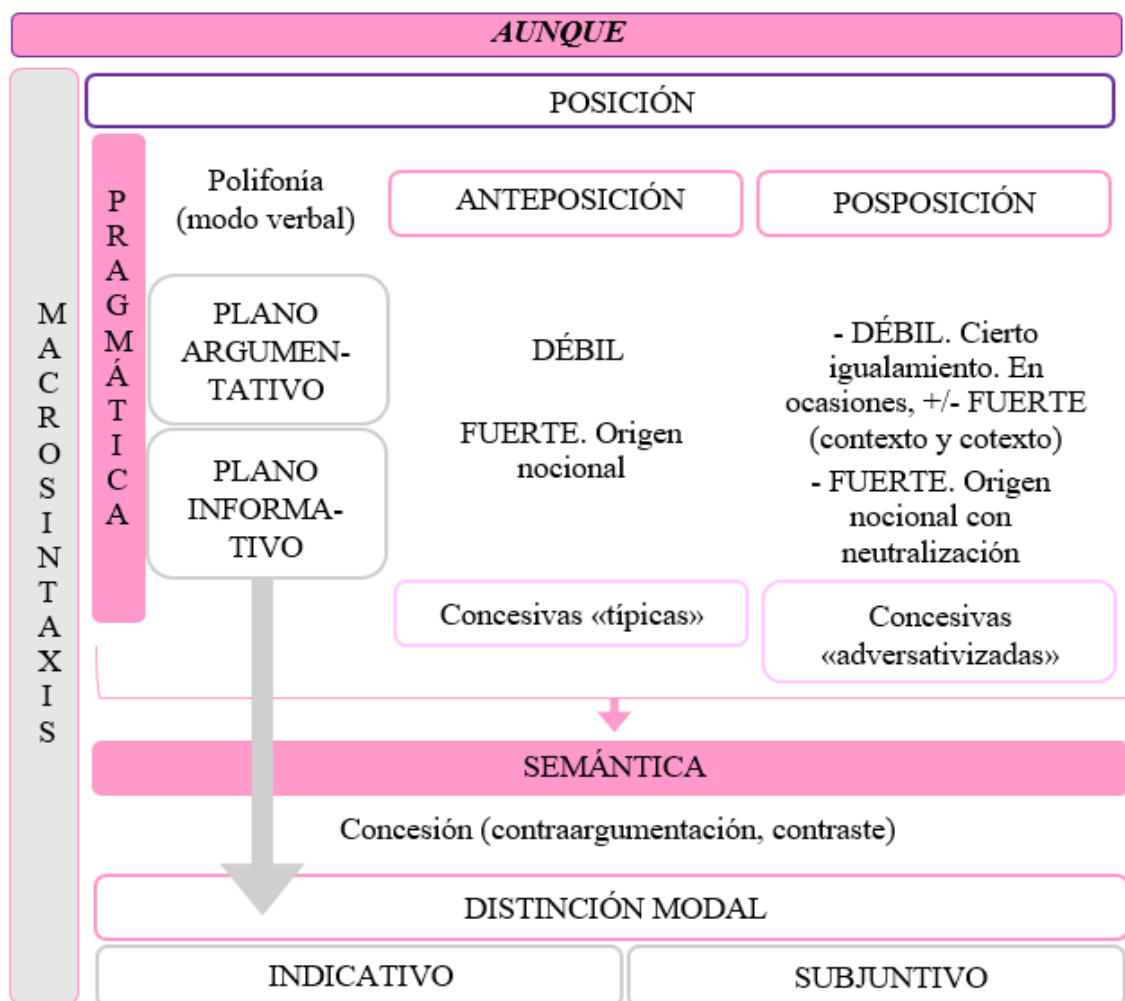 AUNQUE
MACROSINTAXIS
POSICIÓN
PRAGMÁTICA
Polifonía
(modo verbal)
ANTEPOSICIÓN
POSPOSICIÓN
PLANO
ARGUMEN-
TATIVO
DÉBIL
- DÉBIL. Cierto
igualamiento. En
ocasiones, +/- FUERTE
(contexto y cotexto)
PLANO
INFORMA-
TIVO
FUERTE. Origen
nocional
- FUERTE. Origen
nocional con
neutralización
Concesivas «típicas»
Concesivas
«adversativizadas»
SEMÁNTICA
Concesión (contraargumentación, contraste)
DISTINCIÓN MODAL
INDICATIVO
SUBJUNTIVO